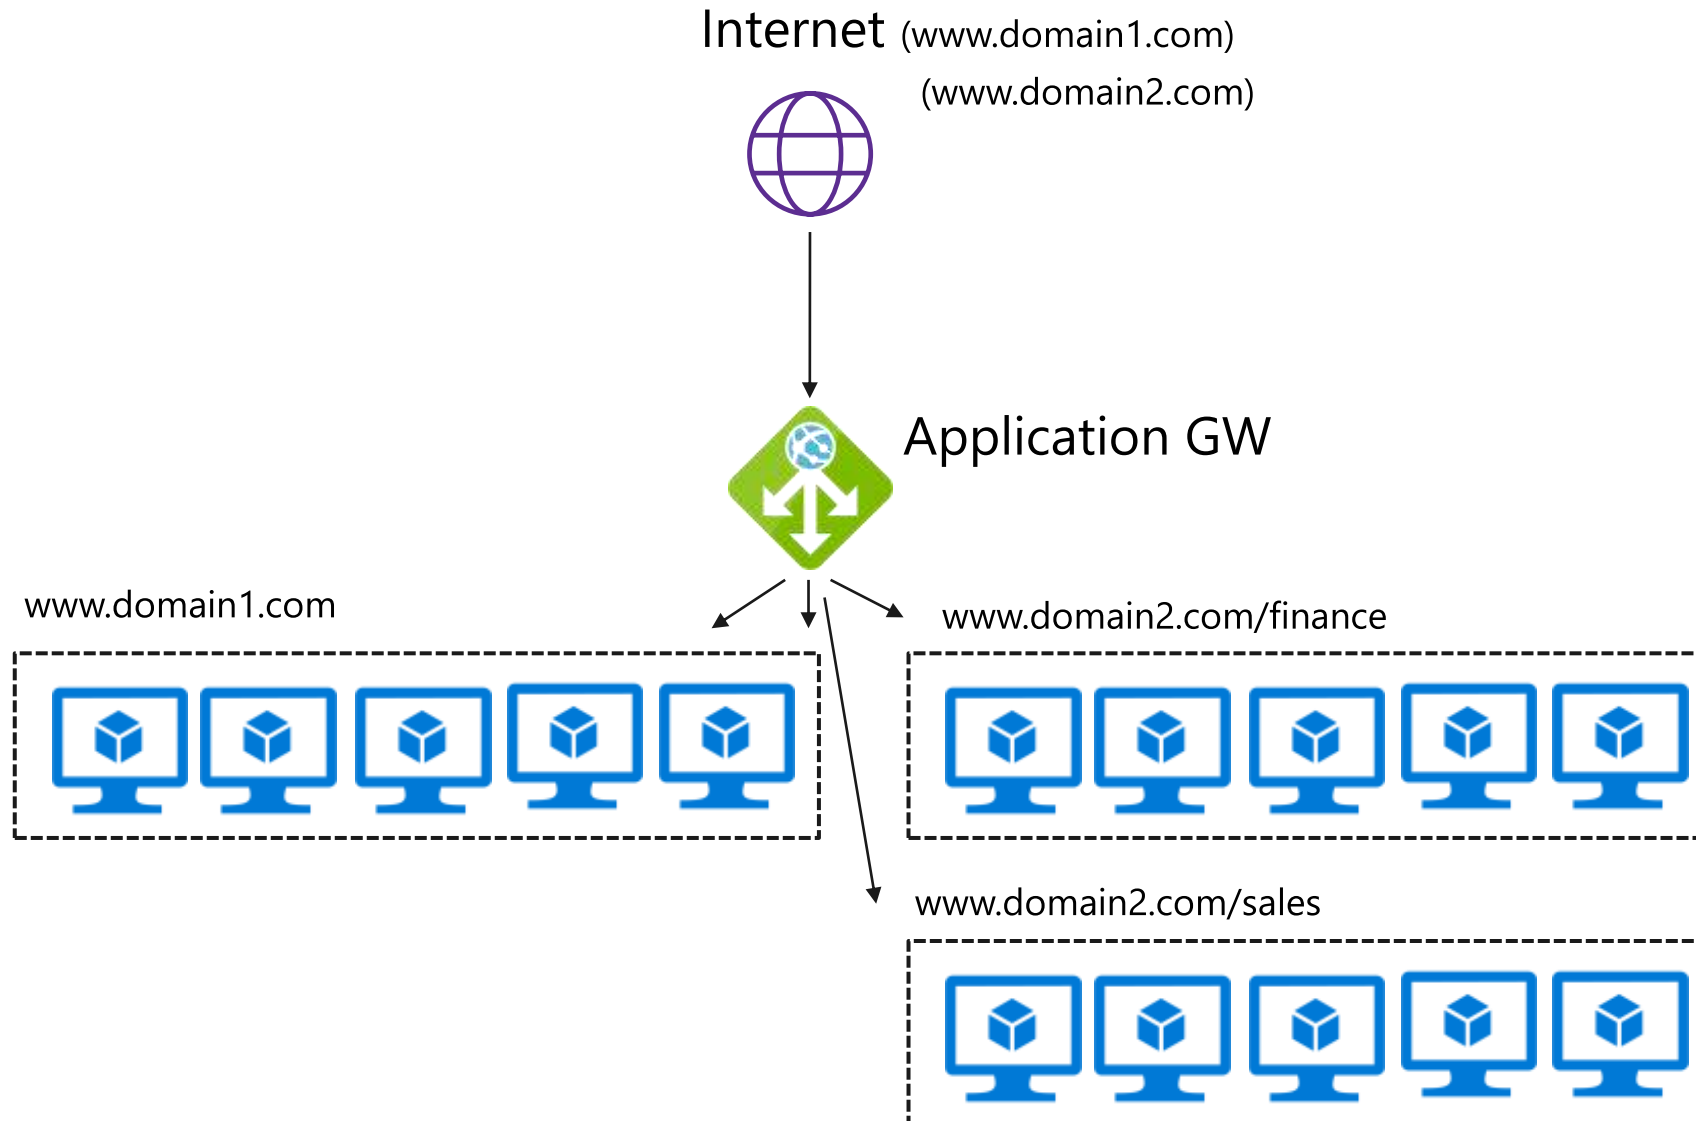 Internet (www.domain1.com)
(www.domain2.com)
Application GW
www.domain1.com
www.domain2.com/finance
www.domain2.com/sales